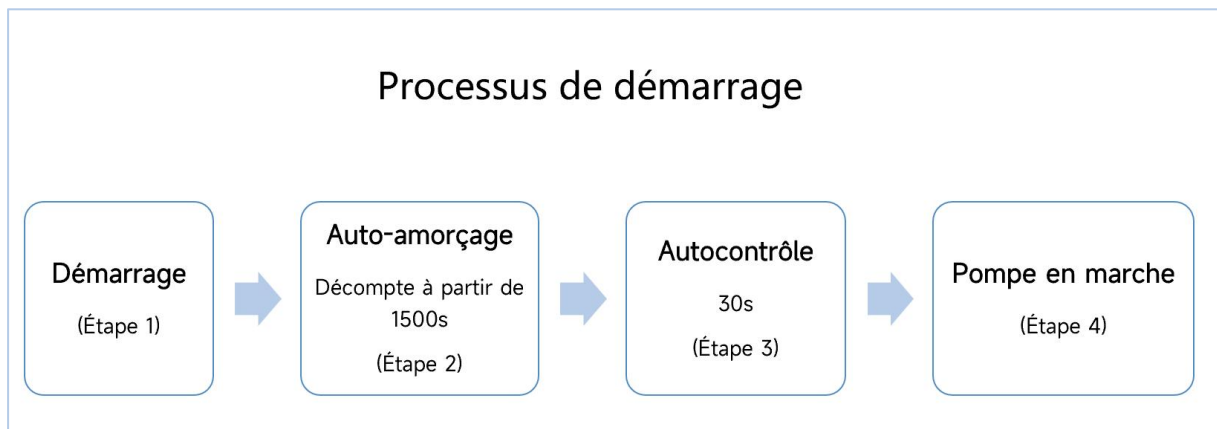 Processus de démarrage
Démarrage
(Étape 1)
Auto-amorçage
Décompte à partir de
1500s
(Étape 2)
Autocontrôle
30s
(Étape 3)
Pompe en marche
(Étape 4)